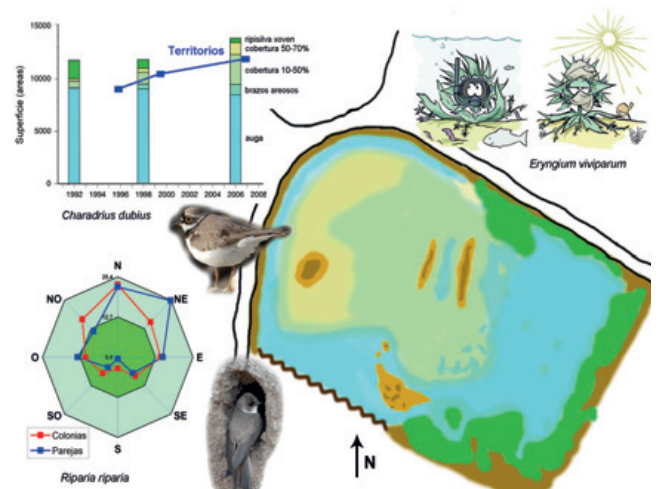 15000
10000
5000
0
Superficie (areas)
Territorios
ripisilva xoven
cobertura 50-70%
cobertura 10-50%
brazos areosos
auga
1992 1994 1996 1998 2000 2002 2004 2006 2008
Charadrius dubius
Eryngium viviparum
N
NO
NE
O
E
SO
SE
S
Colonias
Parejas
Riparia riparia
N